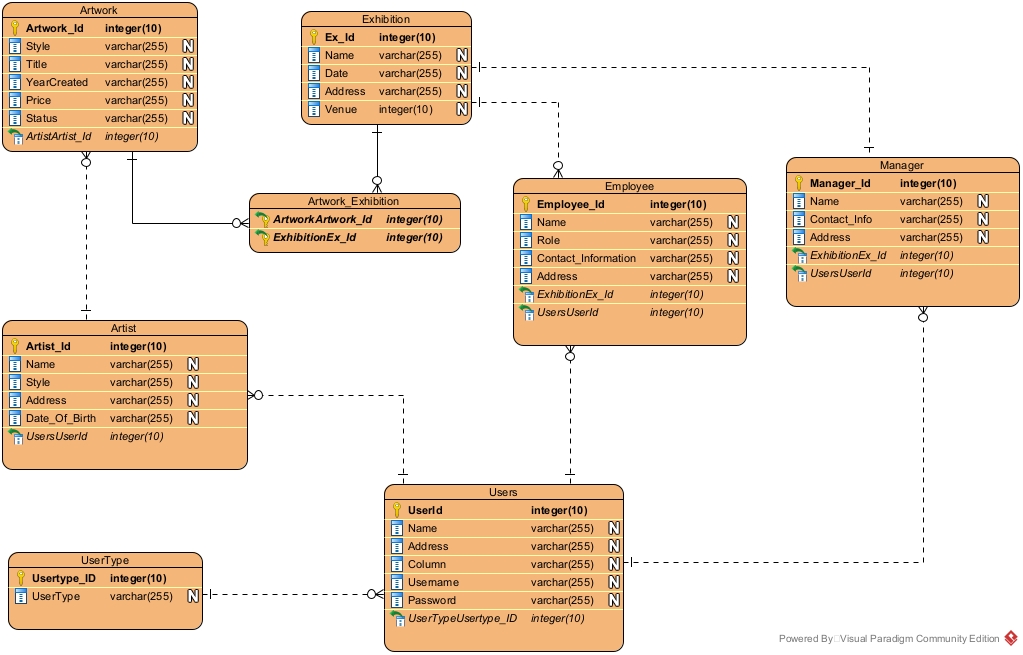 Artwork
Artwork_Id integer(10)
Style varchar(255) N
Title varchar(255) N
YearCreated varchar(255) N
Price varchar(255) N
Status varchar(255) N
ArtistArtist_Id integer(10)
Exhibition
Ex_Id integer(10)
Name varchar(255) N
Date varchar(255) N
Address varchar(255) N
Venue integer(10) N
Artwork_Exhibition
ArtworkArtwork_Id integer(10)
ExhibitionEx_Id integer(10)
Employee
Employee_Id integer(10)
Name varchar(255) N
Role varchar(255) N
Contact_Information varchar(255) N
Address varchar(255) N
ExhibitionEx_Id integer(10)
UsersUserId integer(10)
Manager
Manager_Id integer(10)
Name varchar(255) N
Contact_Info varchar(255) N
Address varchar(255) N
ExhibitionEx_Id integer(10)
UsersUserId integer(10)
Artist
Artist_Id integer(10)
Name varchar(255) N
Style varchar(255) N
Address varchar(255) N
Date_Of_Birth varchar(255) N
UsersUserId integer(10)
Users
UserId integer(10)
Name varchar(255) N
Address varchar(255) N
Column varchar(255) N
Username varchar(255) N
Password varchar(255) N
UserTypeUsertype_ID integer(10)
UserType
Usertype_ID integer(10)
UserType varchar(255) N
Powered By Visual Paradigm Community Edition